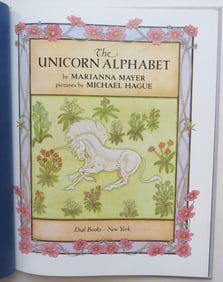 The
UNICORN ALPHABET
by MARIANNA MAYER
pictures by MICHAEL HAGUE
Dial Books · New York